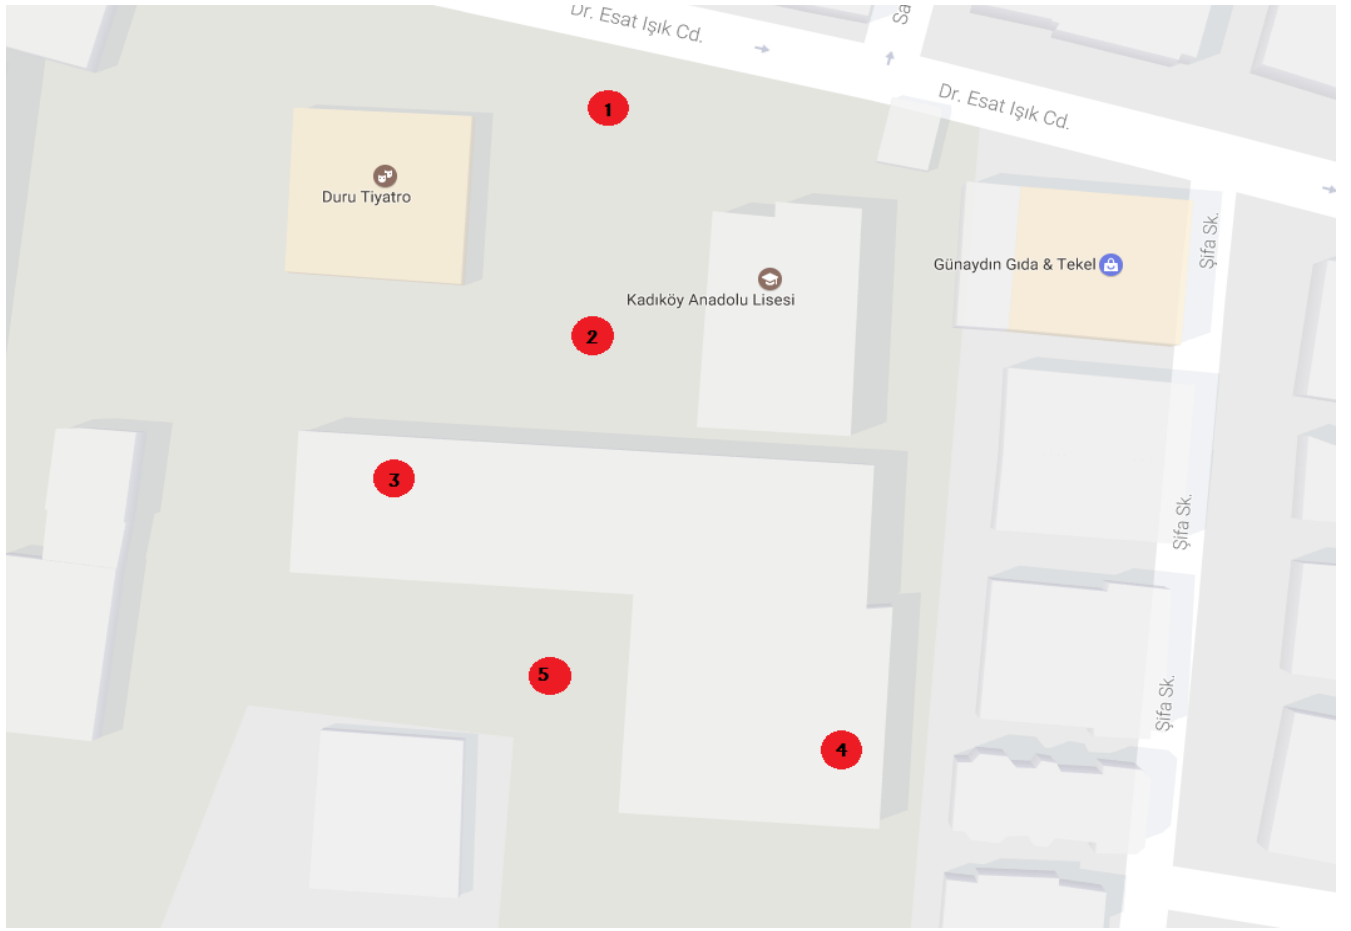 Dr. Esat Işık Cd.
Sa
Dr. Esat Işık Cd.
1
Duru Tiyatro
Şifa Sk.
Günaydın Gıda & Tekel
Kadıköy Anadolu Lisesi
2
3
Şifa Sk.
5
Şifa Sk.
4